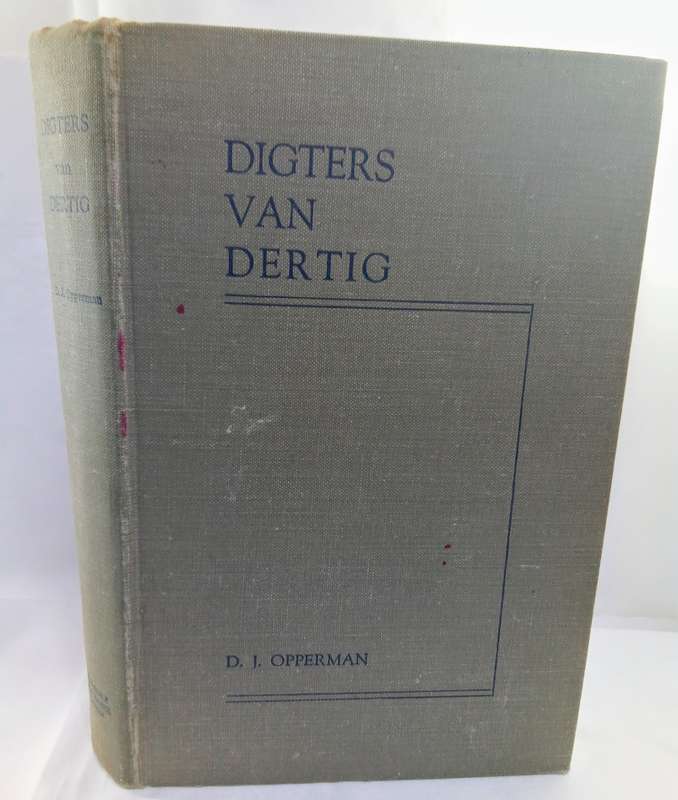 DIGTERS
van
DERTIG
D. J. Opperman
DIGTERS
VAN
DERTIG
D. J. OPPERMAN